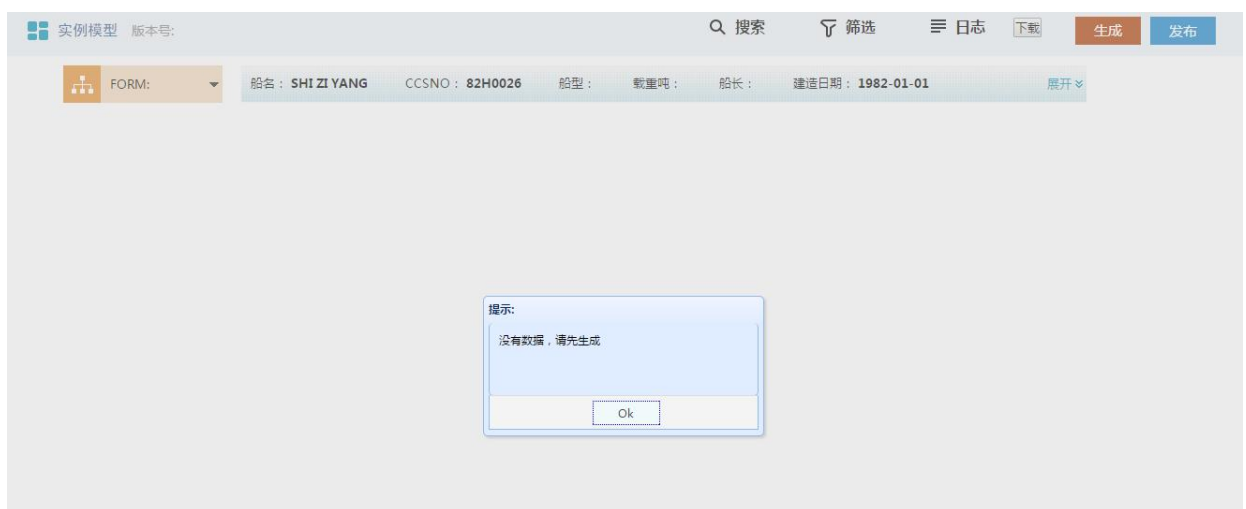 实例模型 版本号: 搜索 筛选 日志 下载 生成 发布
FORM: 船名：SHI ZI YANG CCSNO：82H0026 船型： 载重吨： 船长： 建造日期：1982-01-01 展开
提示:
没有数据，请先生成
Ok